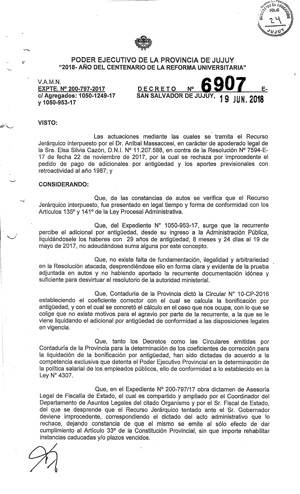 FOLIO
24
JUJUY
PODER EJECUTIVO DE LA PROVINCIA DE JUJUY
"2018- AÑO DEL CENTENARIO DE LA REFORMA UNIVERSITARIA"
V.A.M.N.
EXPTE. Nº 200-797-2017
c/ Agregados: 1050-1249-17
y 1050-953-17
DECRETO Nº 6907 E-
SAN SALVADOR DE JUJUY, 19 JUN. 2018
VISTO:
Las actuaciones mediante las cuales se tramita el Recurso
Jerárquico interpuesto por el Dr. Aníbal Massaccesi, en carácter de apoderado legal de
la Sra. Elsa Silvia Cazón, D.N.I. Nº 11.207.588, en contra de la Resolución Nº 7594-E-
17 de fecha 22 de noviembre de 2017, por la cual se rechaza por improcedente el
pedido de pago de adicionales por antigüedad y los aportes previsionales con
retroactividad al año 1987; y
CONSIDERANDO:
Que, de las constancias de autos se verifica que el Recurso
Jerárquico interpuesto, fue presentado en legal tiempo y forma de conformidad con los
Artículos 135º y 141º de la Ley Procesal Administrativa.
Que, del Expediente Nº 1050-953-17, surge que la recurrente
percibe el adicional por antigüedad, desde su ingreso a la Administración Pública,
liquidándosele los haberes con 29 años de antigüedad, 8 meses y 24 días al 19 de
mayo de 2017, no adeudándosele suma alguna por este concepto.
Que, no existe falta de fundamentación, ilegalidad y arbitrariedad
en la Resolución atacada, desprendiéndose ello en forma clara y evidente de la prueba
adjuntada en autos y no habiendo aportado la recurrente documentación idónea y
suficiente para desvirtuar el resolutorio de la autoridad ministerial.
Que, Contaduría de la Provincia dictó la Circular Nº 10-CP-2016
estableciendo el coeficiente corrector con el cual se calcula la bonificación por
antigüedad, y con el cual se concretó el cálculo en el caso que nos ocupa, con lo que se
colige que no existe motivos para el agravio por parte de la recurrente, a la que se le
viene liquidando el adicional por antigüedad de conformidad a las disposiciones legales
en vigencia.
Que, tanto los Decretos como las Circulares emitidas por
Contaduría de la Provincia para la determinación de los coeficientes de corrección para
la liquidación de la bonificación por antigüedad, han sido dictadas de acuerdo a la
competencia exclusiva que detenta el Poder Ejecutivo Provincial en la determinación de
la política salarial de los empleados públicos, ello de conformidad a lo establecido en la
Ley Nº 4307.
Que, en el Expediente Nº 200-797/17 obra dictamen de Asesoría
Legal de Fiscalía de Estado, el cual es compartido y ampliado por el Coordinador del
Departamento de Asuntos Legales del citado Organismo y por el Sr. Fiscal de Estado,
del que se desprende que el Recurso Jerárquico tentado ante el Sr. Gobernador
deviene improcedente, correspondiendo el dictado del acto administrativo que lo
rechace, dejando constancia que el mismo se emite al sólo efecto de dar
cumplimiento al Artículo 33º de la Constitución Provincial, sin que importe rehabilitar
instancias caducadas y/o plazos vencidos.